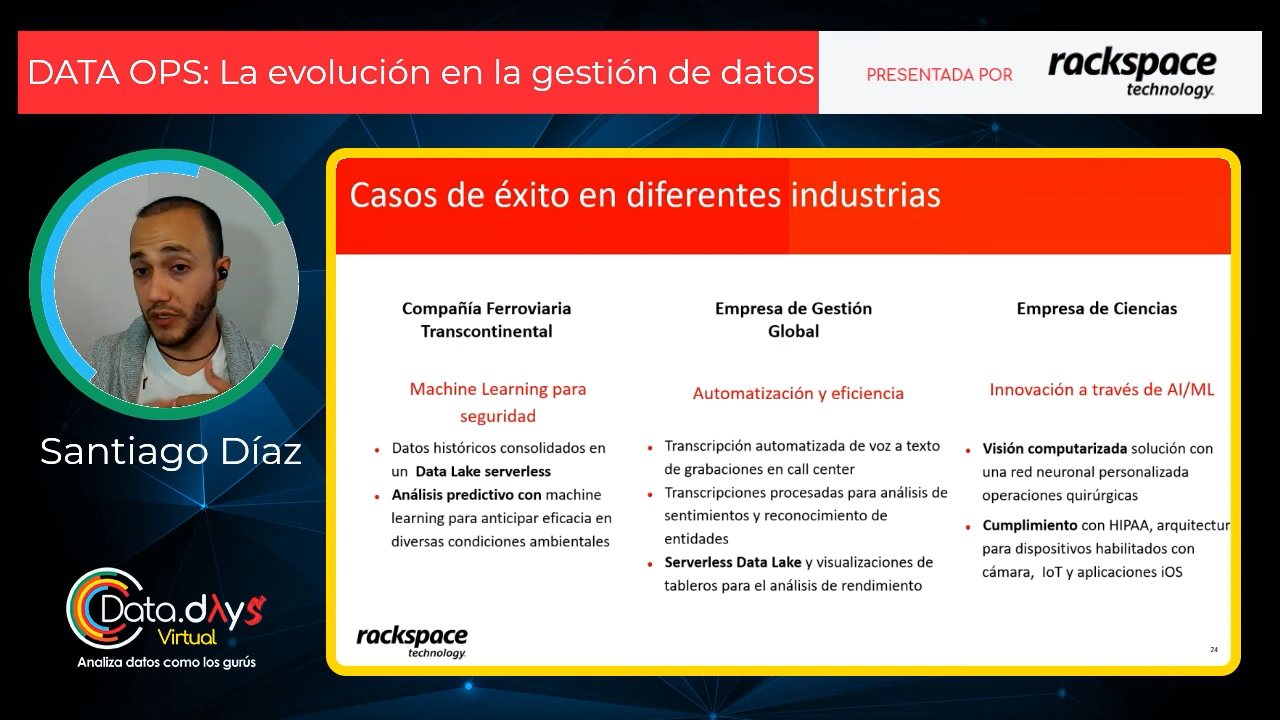 DATA OPS: La evolución en la gestión de datos
PRESENTADA POR
rackspace
technology.
Casos de éxito en diferentes industrias
Compañía Ferroviaria
Transcontinental
Machine Learning para
seguridad
Datos históricos consolidados en
un Data Lake serverless
Análisis predictivo con machine
learning para anticipar eficacia en
diversas condiciones ambientales
Empresa de Gestión
Global
Automatización y eficiencia
Transcripción automatizada de voz a texto
de grabaciones en call center
Transcripciones procesadas para análisis de
sentimientos y reconocimiento de
entidades
Serverless Data Lake y visualizaciones de
tableros para el análisis de rendimiento
Empresa de Ciencias
Innovación a través de AI/ML
Visión computarizada solución con
una red neuronal personalizada
operaciones quirúrgicas
Cumplimiento con HIPAA, arquitectur
para dispositivos habilitados con
cámara, IoT y aplicaciones iOS
rackspace
technology.
24
Santiago Díaz
Data.dAys
Virtual
Analiza datos como los gurús